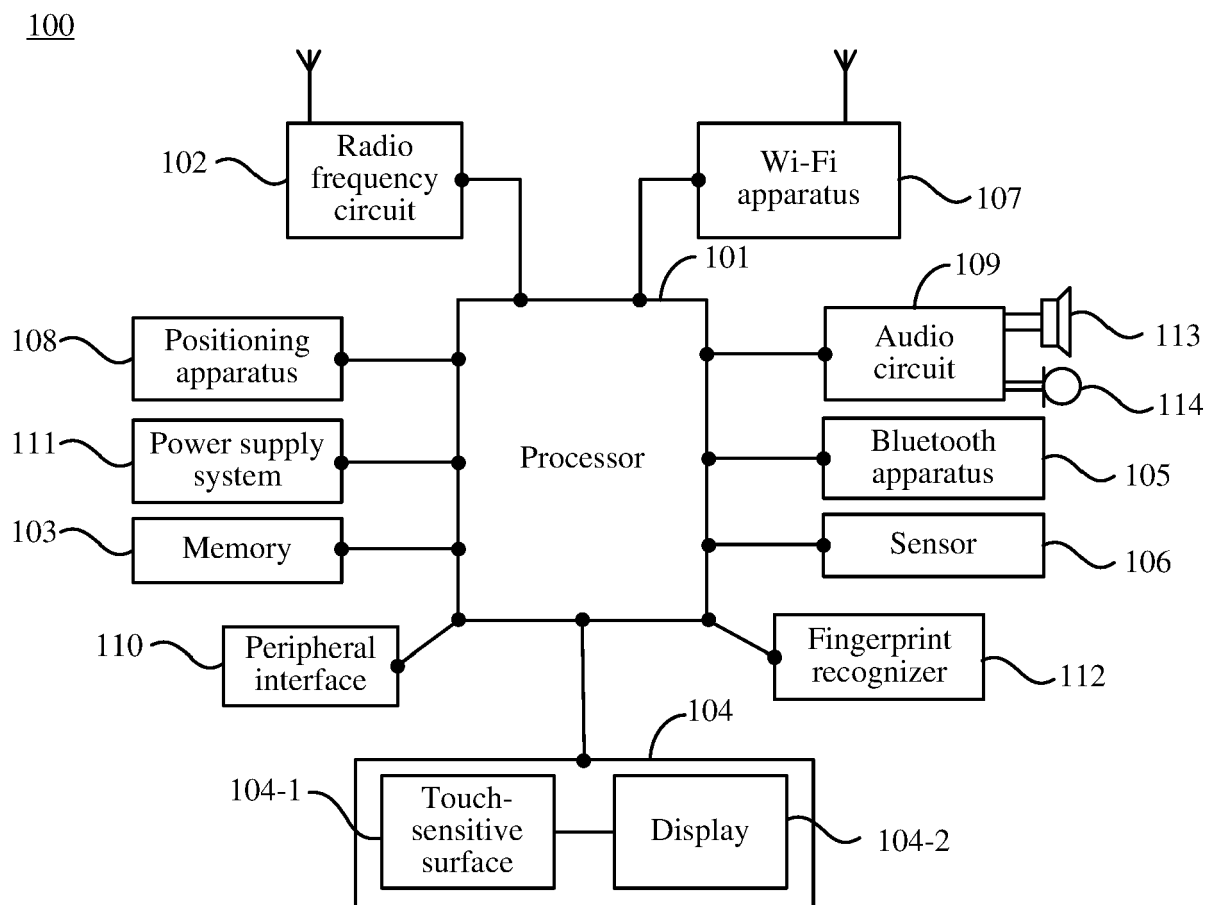 100
Radio
frequency
circuit
102
Wi-Fi
apparatus
107
101
109
108
Positioning
apparatus
Audio
circuit
113
114
111
Power supply
system
Processor
Bluetooth
apparatus
105
103
Memory
Sensor
106
110
Peripheral
interface
Fingerprint
recognizer
112
104
104-1
Touch-
sensitive
surface
Display
104-2